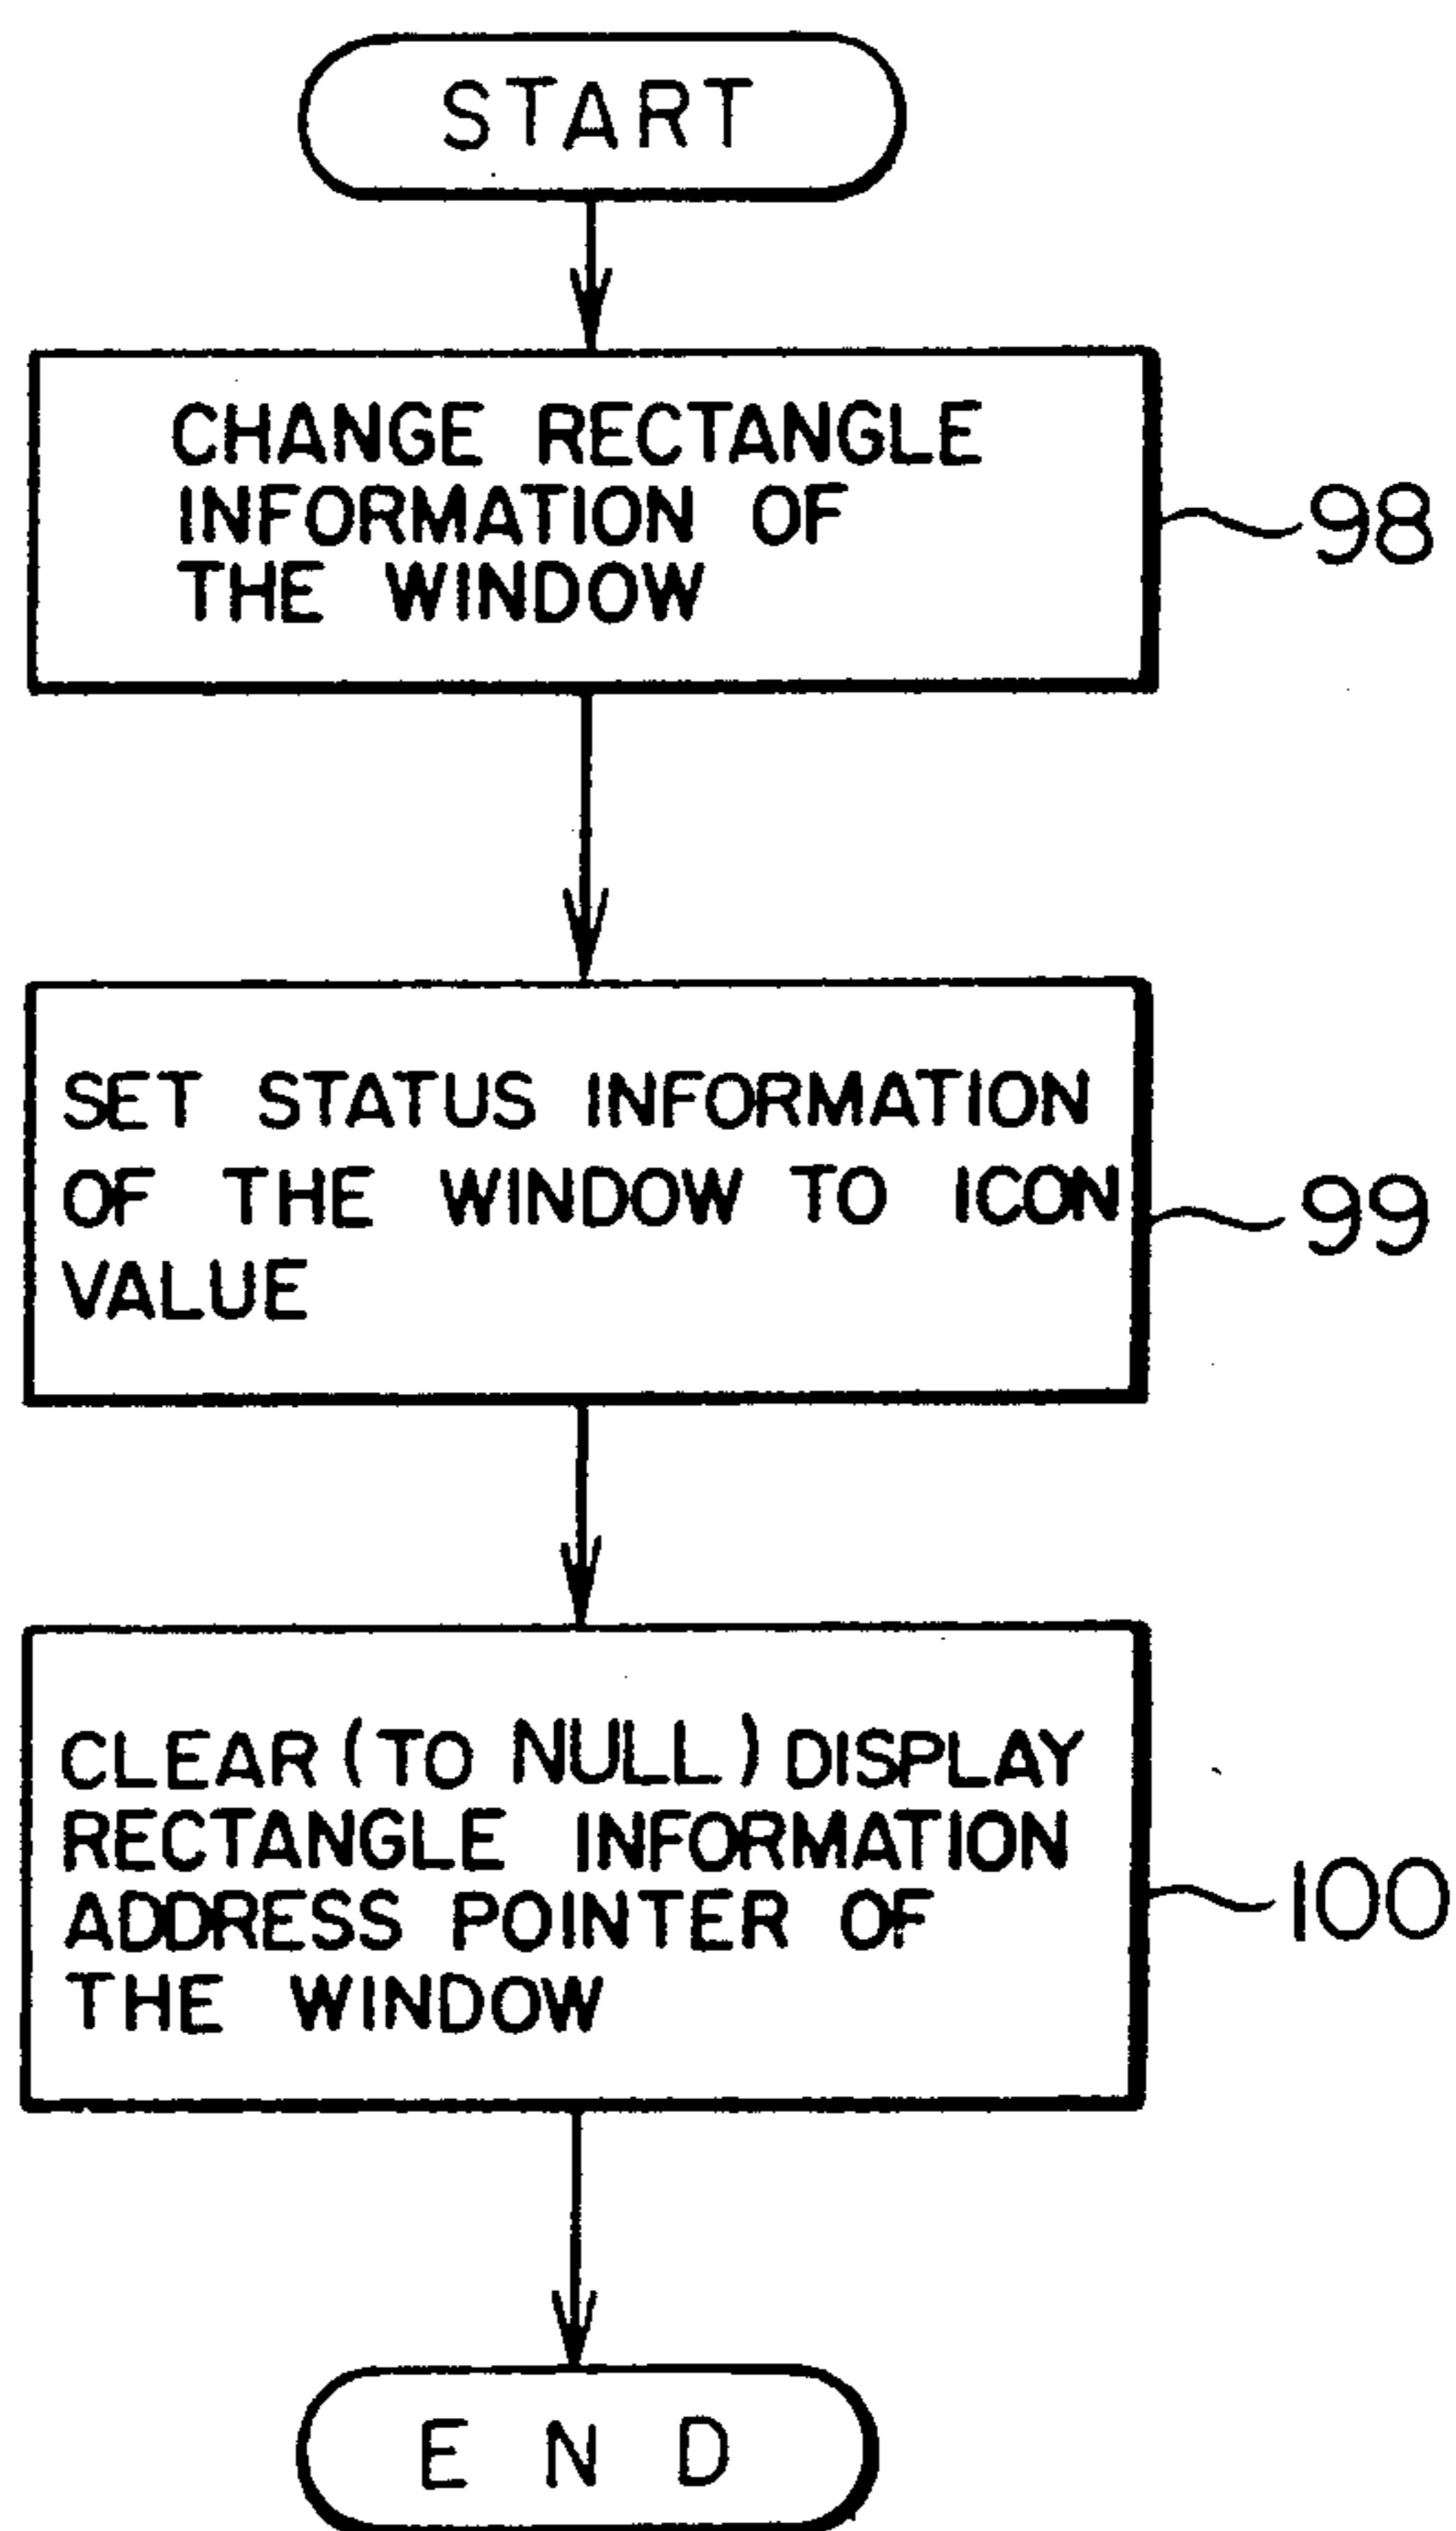 START
CHANGE RECTANGLE
INFORMATION OF
THE WINDOW
98
SET STATUS INFORMATION
OF THE WINDOW TO ICON
VALUE
99
CLEAR (TO NULL) DISPLAY
RECTANGLE INFORMATION
ADDRESS POINTER OF
THE WINDOW
100
END